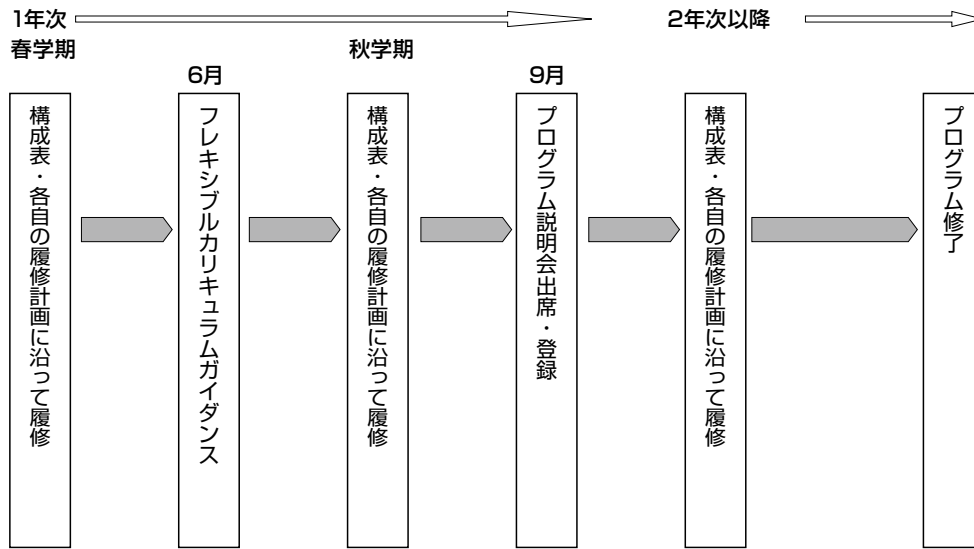 1年次
2年次以降
春学期
秋学期
6月
9月
構成表・各自の履修計画に沿って履修
フレキシブルカリキュラムガイダンス
構成表・各自の履修計画に沿って履修
プログラム説明会出席・登録
構成表・各自の履修計画に沿って履修
プログラム修了